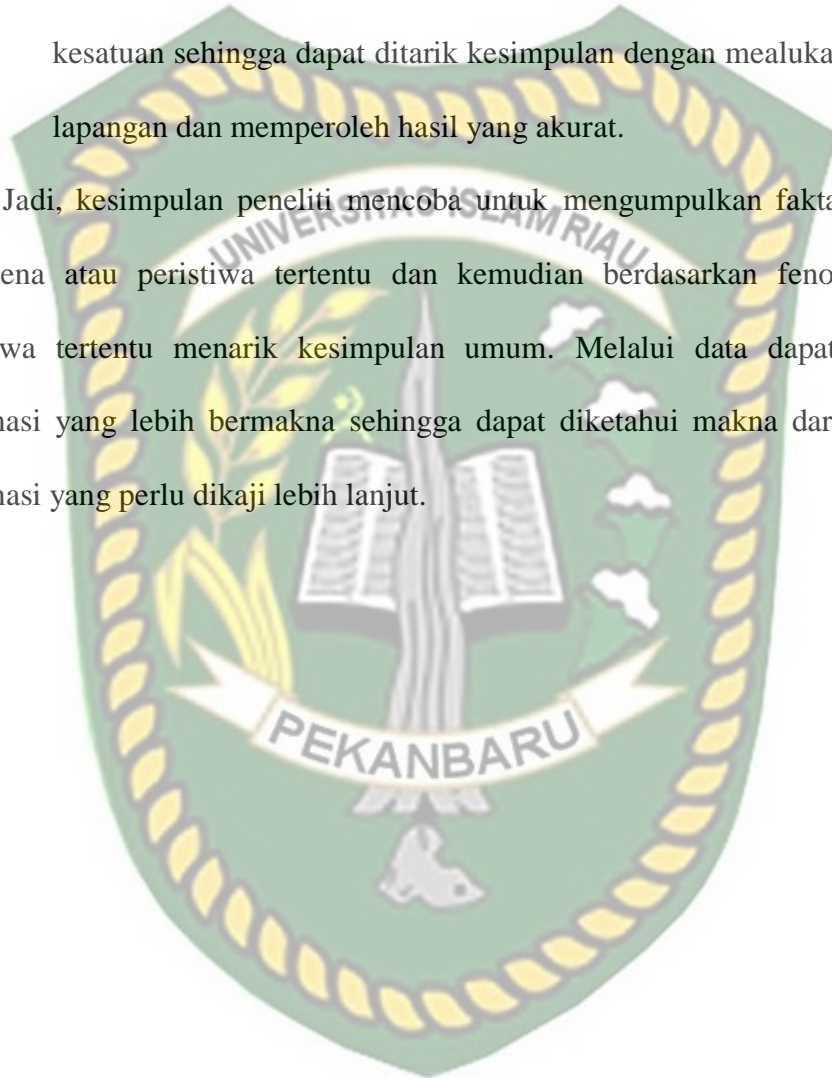 kesatuan sehingga dapat ditarik kesimpulan dengan mealuka
lapangan dan memperoleh hasil yang akurat.
Jadi, kesimpulan peneliti mencoba untuk mengumpulkan fakta
ena atau peristiwa tertentu dan kemudian berdasarkan feno
wa tertentu menarik kesimpulan umum. Melalui data dapat
nasi yang lebih bermakna sehingga dapat diketahui makna dar
nasi yang perlu dikaji lebih lanjut.
UNIVERSITAS ISLAM RIAU
PEKANBARU